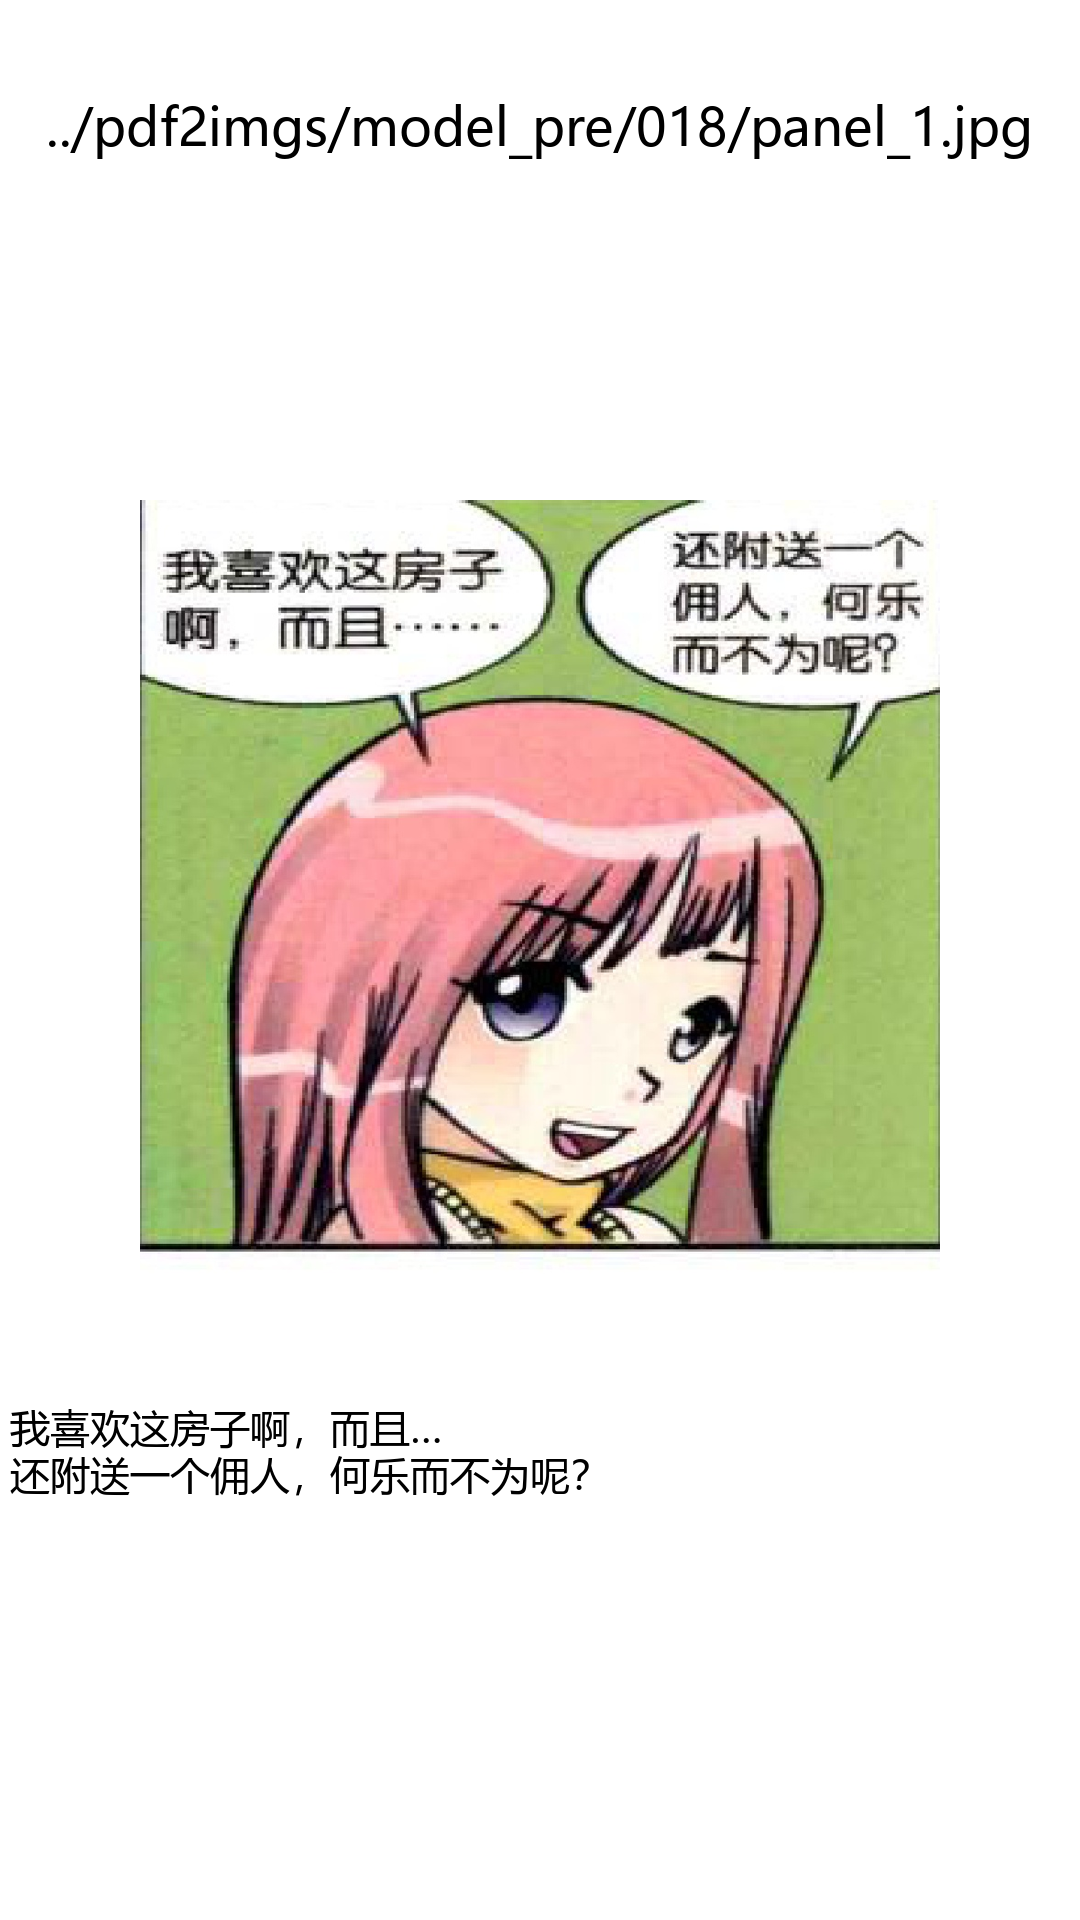 ../pdf2imgs/model_pre/018/panel_1.jpg
我喜欢这房子
啊，而且……
还附送一个
佣人，何乐
而不为呢？
我喜欢这房子啊，而且...
还附送一个佣人，何乐而不为呢？